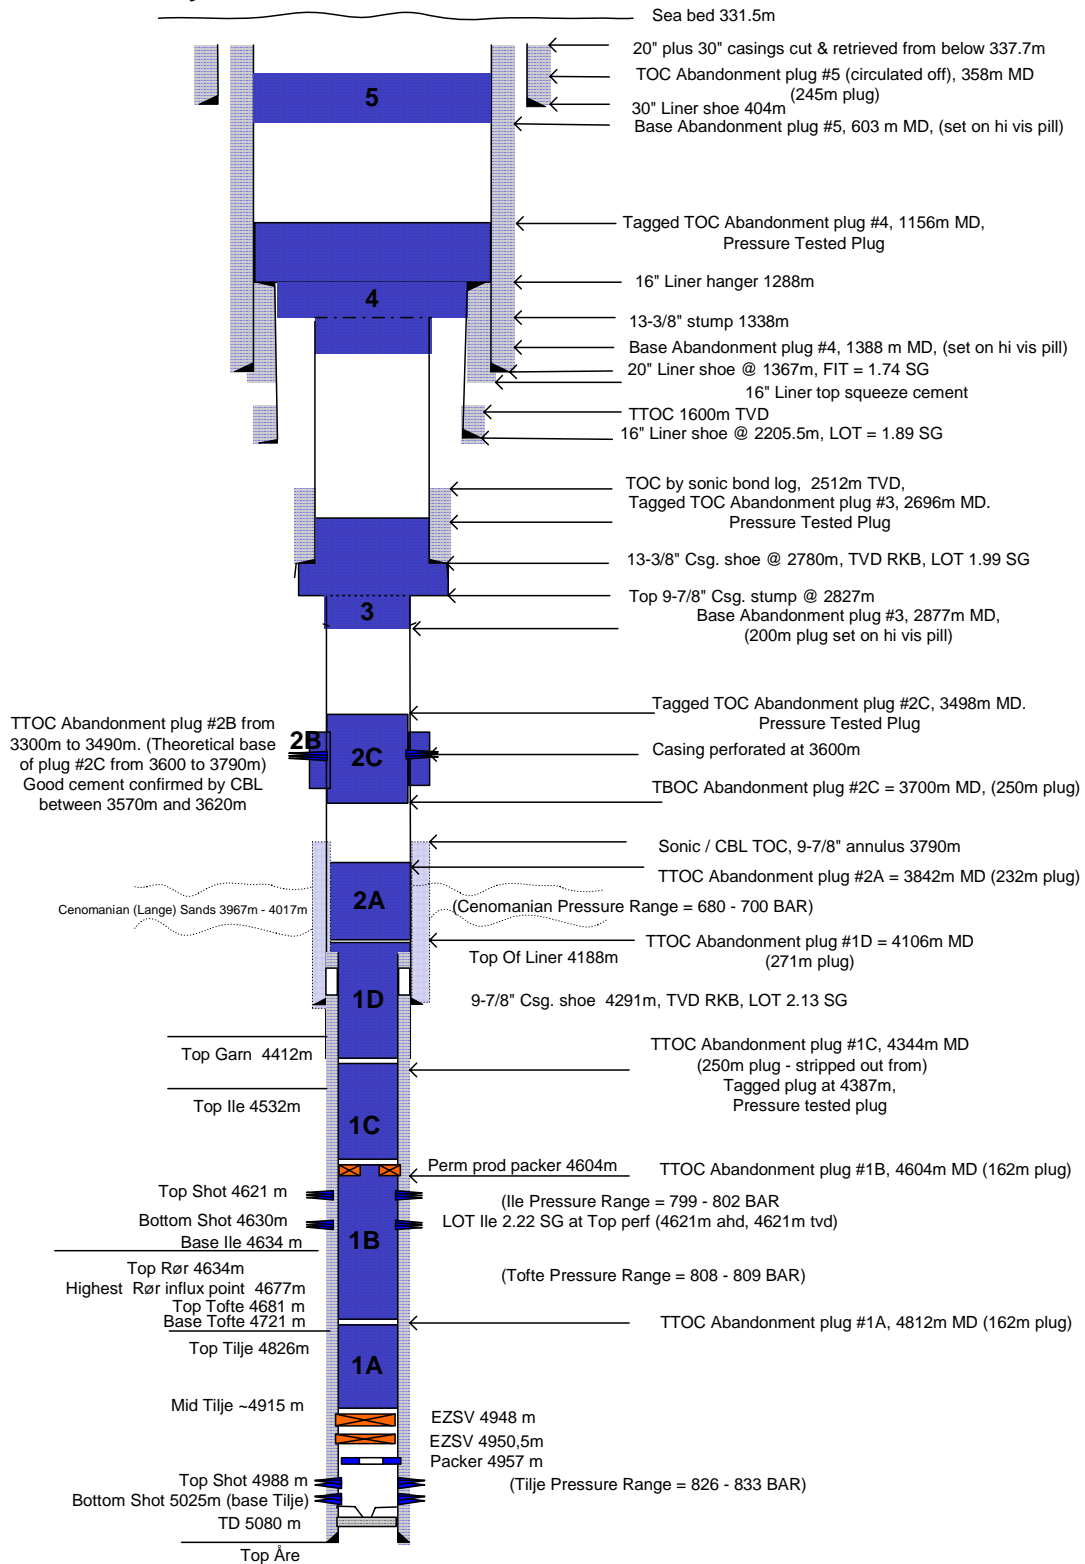 Sea bed 331.5m
20" plus 30" casings cut & retrieved from below 337.7m
TOC Abandonment plug #5 (circulated off), 358m MD
(245m plug)
5
30" Liner shoe 404m
Base Abandonment plug #5, 603 m MD, (set on hi vis pill)
Tagged TOC Abandonment plug #4, 1156m MD,
Pressure Tested Plug
16" Liner hanger 1288m
4
13-3/8" stump 1338m
Base Abandonment plug #4, 1388 m MD, (set on hi vis pill)
20" Liner shoe @ 1367m, FIT = 1.74 SG
16" Liner top squeeze cement
TTOC 1600m TVD
16" Liner shoe @ 2205.5m, LOT = 1.89 SG
TOC by sonic bond log, 2512m TVD,
Tagged TOC Abandonment plug #3, 2696m MD.
Pressure Tested Plug
13-3/8" Csg. shoe @ 2780m, TVD RKB, LOT 1.99 SG
Top 9-7/8" Csg. stump @ 2827m
3
Base Abandonment plug #3, 2877m MD,
(200m plug set on hi vis pill)
Tagged TOC Abandonment plug #2C, 3498m MD.
Pressure Tested Plug
TTOC Abandonment plug #2B from
3300m to 3490m. (Theoretical base
of plug #2C from 3600 to 3790m)
Good cement confirmed by CBL
between 3570m and 3620m
2B
2C
Casing perforated at 3600m
TBOC Abandonment plug #2C = 3700m MD, (250m plug)
Sonic / CBL TOC, 9-7/8" annulus 3790m
TTOC Abandonment plug #2A = 3842m MD (232m plug)
2A
Cenomanian (Lange) Sands 3967m - 4017m
(Cenomanian Pressure Range = 680 - 700 BAR)
TTOC Abandonment plug #1D = 4106m MD
(271m plug)
Top Of Liner 4188m
1D
9-7/8" Csg. shoe 4291m, TVD RKB, LOT 2.13 SG
Top Garn 4412m
TTOC Abandonment plug #1C, 4344m MD
(250m plug - stripped out from)
Tagged plug at 4387m,
Pressure tested plug
Top Ile 4532m
1C
Perm prod packer 4604m
TTOC Abandonment plug #1B, 4604m MD (162m plug)
Top Shot 4621 m
(Ile Pressure Range = 799 - 802 BAR
Bottom Shot 4630m
LOT Ile 2.22 SG at Top perf (4621m ahd, 4621m tvd)
Base Ile 4634 m
1B
Top Rør 4634m
(Tofte Pressure Range = 808 - 809 BAR)
Highest Rør influx point 4677m
Top Tofte 4681 m
Base Tofte 4721 m
TTOC Abandonment plug #1A, 4812m MD (162m plug)
Top Tilje 4826m
1A
Mid Tilje ~4915 m
EZSV 4948 m
EZSV 4950,5m
Packer 4957 m
Top Shot 4988 m
(Tilje Pressure Range = 826 - 833 BAR)
Bottom Shot 5025m (base Tilje)
TD 5080 m
Top Åre